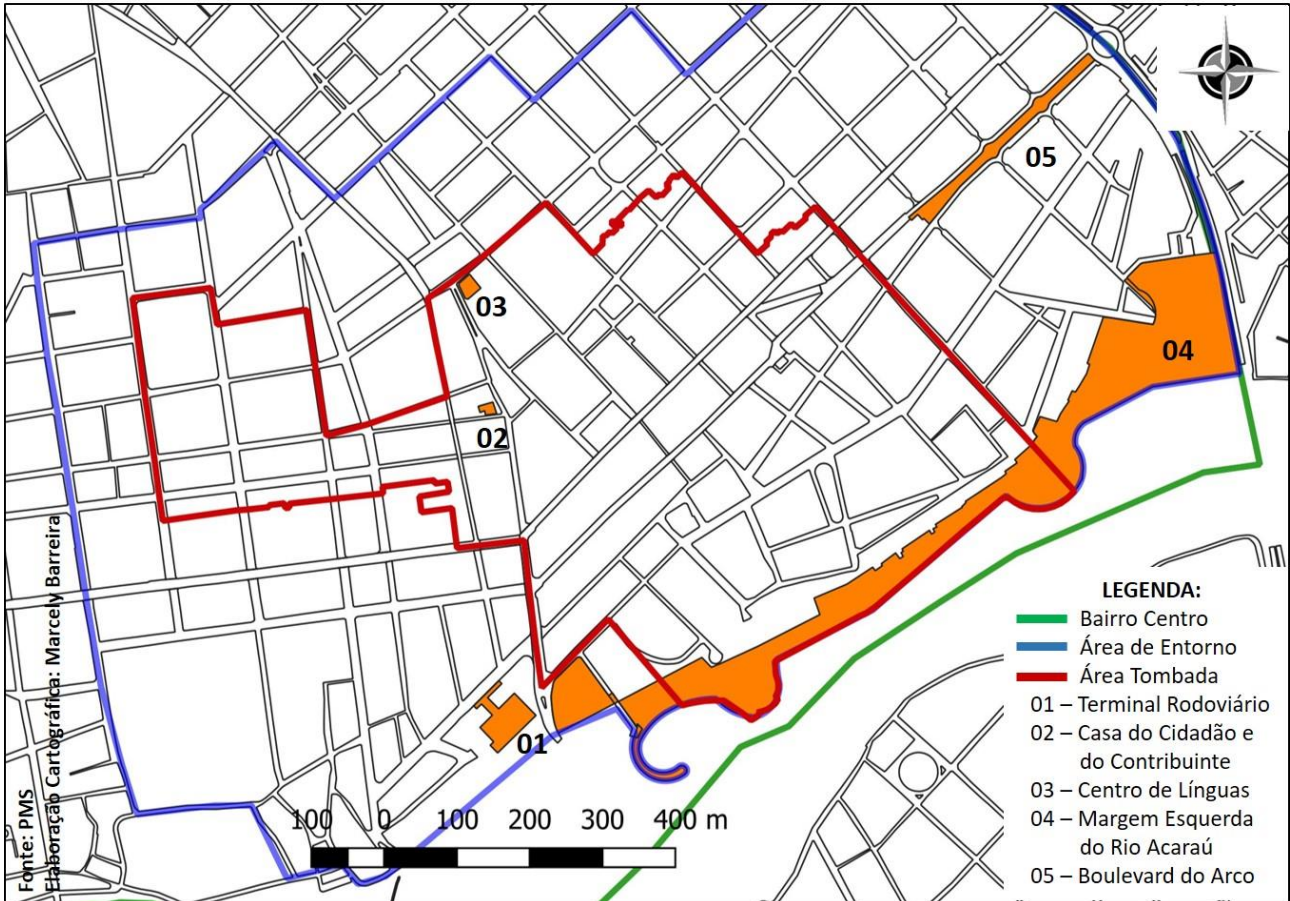 05
04
03
02
01
100 0 100 200 300 400 m
Fonte: PMS
Elaboração Cartográfica: Marcely Barreira
LEGENDA:
Bairro Centro
Área de Entorno
Área Tombada
01 – Terminal Rodoviário
02 – Casa do Cidadão e
do Contribuinte
03 – Centro de Línguas
04 – Margem Esquerda
do Rio Acaraú
05 – Boulevard do Arco